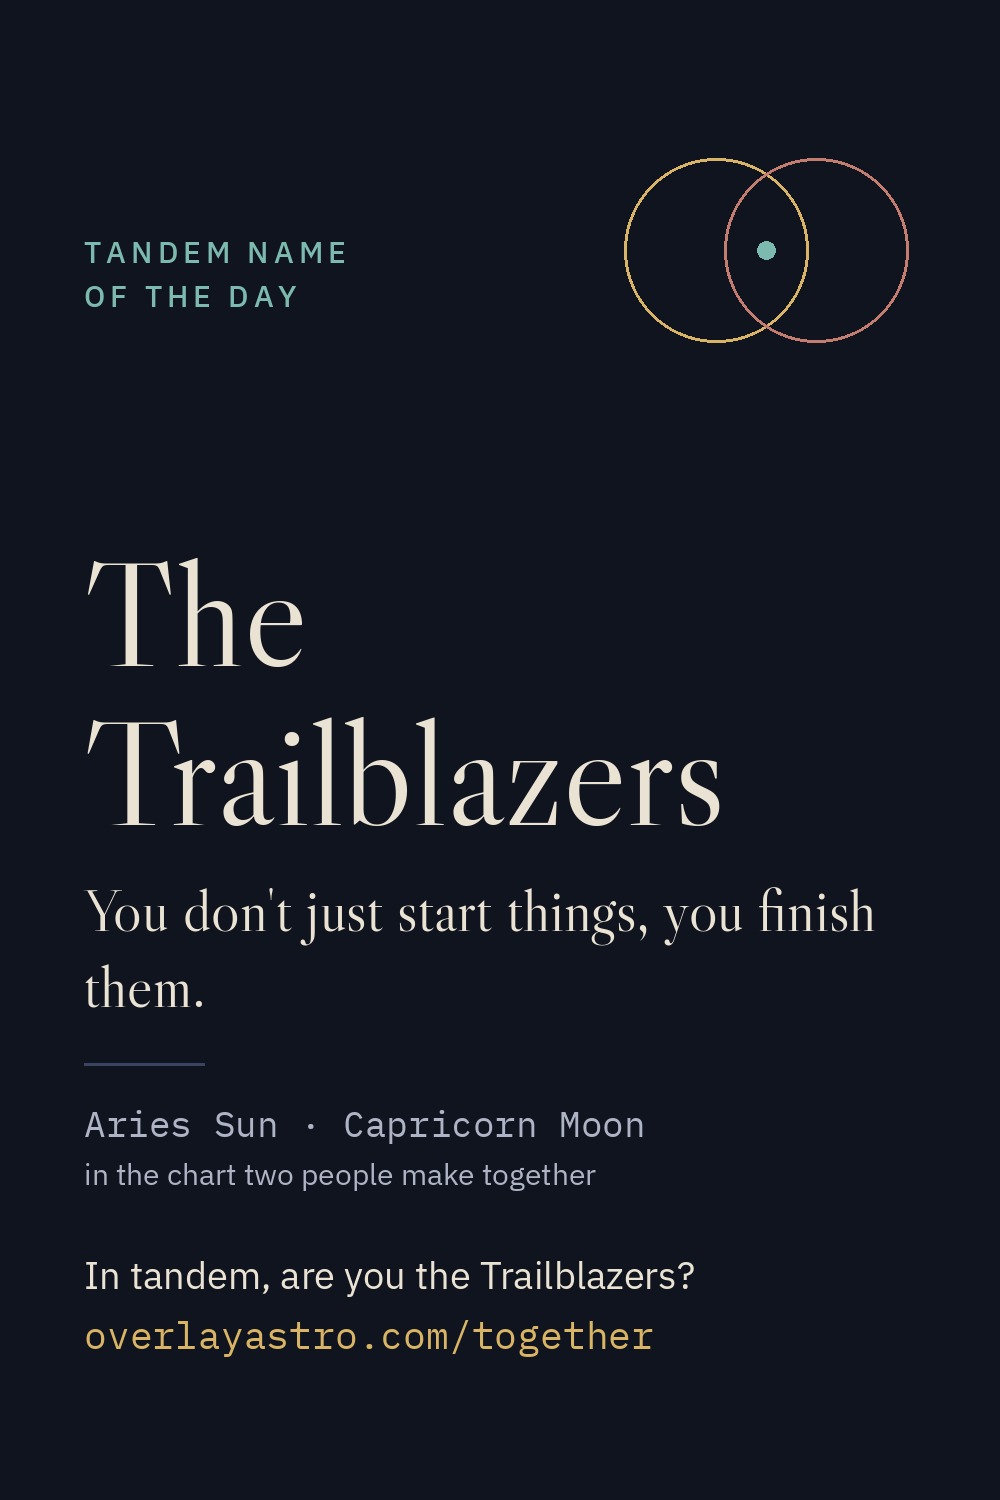 TANDEM NAME
OF THE DAY
The
Trailblazers
You don't just start things, you finish
them.
Aries Sun · Capricorn Moon
in the chart two people make together
In tandem, are you the Trailblazers?
overlayastro.com/together